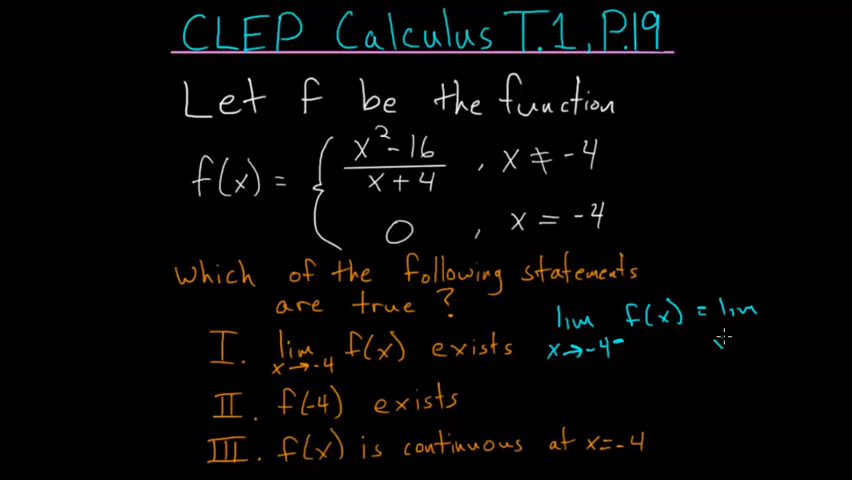 CLEP Calculus T.1, P.19
Let f be the function
f(x) = { x²-16 / x+4 , x ≠ -4
0 , x = -4
Which of the following statements
are true?
I. lim x→-4 f(x) exists
lim x→-4⁻ f(x) = lim
II. f(-4) exists
III. f(x) is continuous at x=-4